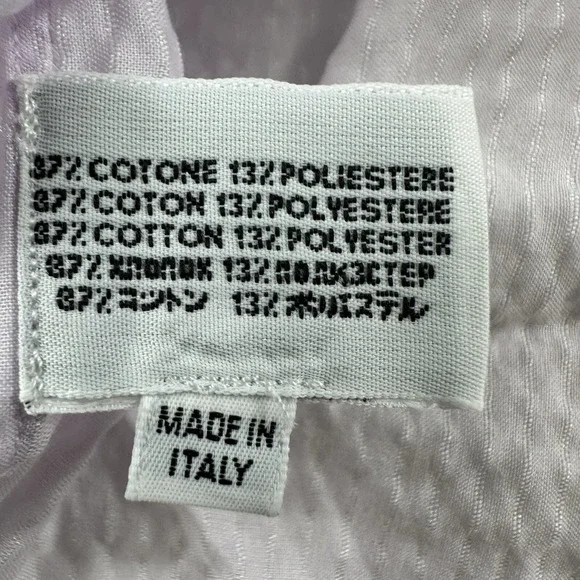 87% COTONE 13% POLIESTERE
87% COTON 13% POLYESTERE
87% COTTON 13% POLYESTER
87% ХЛОПОК 13% ПОЛИЭСТЕР
87% コットン 13% ポリエステル
MADE IN
ITALY